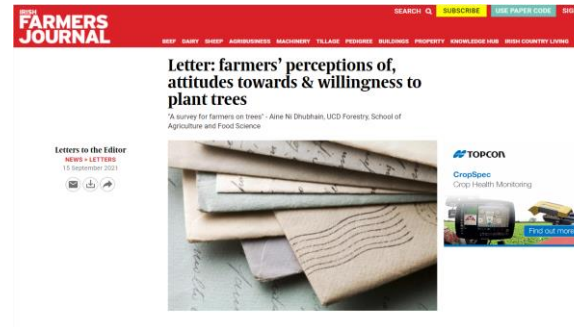 IRISH
FARMERS
JOURNAL
SEARCH
SUBSCRIBE
USE PAPER CODE
SIG
BEEF DAIRY SHEEP AGRIBUSINESS MACHINERY TILLAGE PEDIGREE BUILDINGS PROPERTY KNOWLEDGE HUB IRISH COUNTRY LIVING
Letter: farmers' perceptions of,
attitudes towards & willingness to
plant trees
"A survey for farmers on trees" - Aine Ni Dhubhain, UCD Forestry, School of
Agriculture and Food Science
Letters to the Editor
NEWS > LETTERS
15 September 2021
TOPCON
CropSpec
Crop Health Monitoring
Find out more